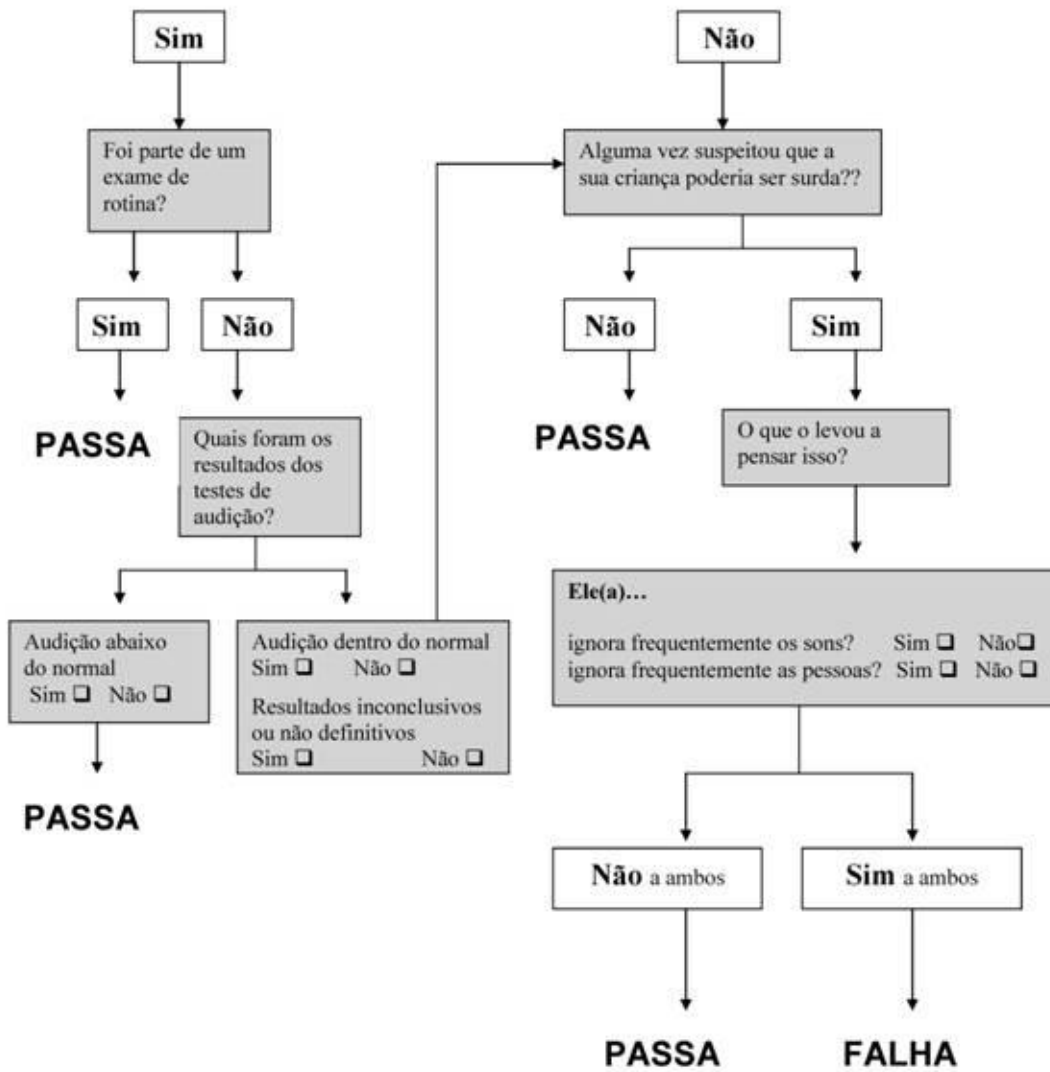 Sim
Foi parte de um
exame de
rotina?
Sim
Não
PASSA
Quais foram os
resultados dos
testes de
audição?
Audição abaixo
do normal
Sim ❑ Não ❑
PASSA
Audição dentro do normal
Sim ❑ Não ❑
Resultados inconclusivos
ou não definitivos
Sim ❑ Não ❑
Não
Alguma vez suspeitou que a
sua criança poderia ser surda??
Não
Sim
PASSA
O que o levou a
pensar isso?
Ele(a)…
ignora frequentemente os sons? Sim ❑ Não❑
ignora frequentemente as pessoas? Sim ❑ Não ❑
Não a ambos
Sim a ambos
PASSA
FALHA